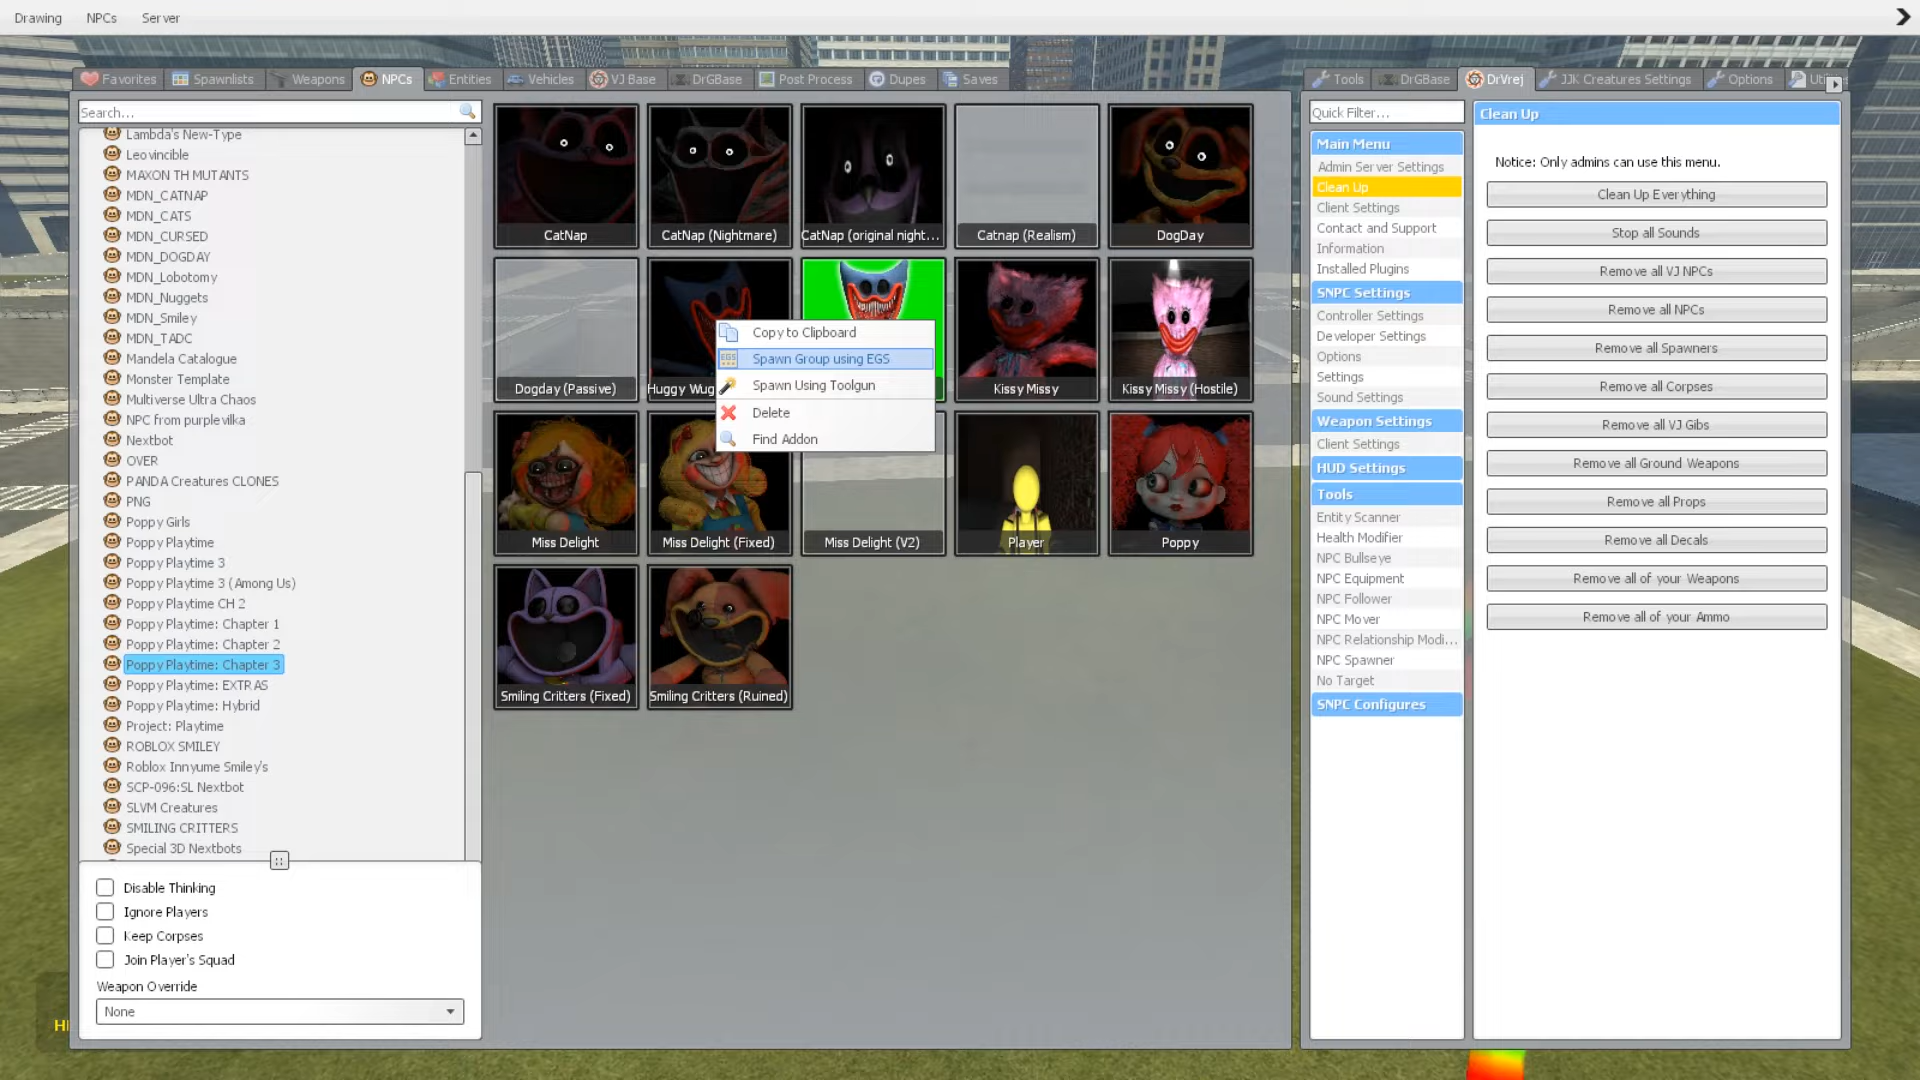 Drawing NPCs Server
Favorites Spawnlists Weapons NPCs Entities Vehicles VJ Base DrGBase Post Process Dupes Saves
Search...
Lambda's New-Type
Leovincible
MAXON TH MUTANTS
MDN_CATNAP
MDN_CATS
MDN_CURSED
MDN_DOGDAY
MDN_Lobotomy
MDN_Nuggets
MDN_Smiley
MDN_TADC
Mandela Catalogue
Monster Template
Multiverse Ultra Chaos
NPC from purplevilka
Nextbot
OVER
PANDA Creatures CLONES
PNG
Poppy Girls
Poppy Playtime
Poppy Playtime 3
Poppy Playtime 3 (Among Us)
Poppy Playtime CH 2
Poppy Playtime: Chapter 1
Poppy Playtime: Chapter 2
Poppy Playtime: Chapter 3
Poppy Playtime: EXTRAS
Poppy Playtime: Hybrid
Project: Playtime
ROBLOX SMILEY
Roblox Innyume Smiley's
SCP-096:SL Nextbot
SLVM Creatures
SMILING CRITTERS
Special 3D Nextbots
Disable Thinking
Ignore Players
Keep Corpses
Join Player's Squad
Weapon Override
None
CatNap CatNap (Nightmare) CatNap (original night... Catnap (Realism) DogDay
Dogday (Passive) Huggy Wug Kissy Missy Kissy Missy (Hostile)
Copy to Clipboard
EGS Spawn Group using EGS
Spawn Using Toolgun
Delete
Find Addon
Miss Delight Miss Delight (Fixed) Miss Delight (V2) Player Poppy
Smiling Critters (Fixed) Smiling Critters (Ruined)
Tools DrGBase DrVrej JJK Creatures Settings Options Uti
Quick Filter...
Main Menu
Admin Server Settings
Clean Up
Client Settings
Contact and Support
Information
Installed Plugins
SNPC Settings
Controller Settings
Developer Settings
Options
Settings
Sound Settings
Weapon Settings
Client Settings
HUD Settings
Tools
Entity Scanner
Health Modifier
NPC Bullseye
NPC Equipment
NPC Follower
NPC Mover
NPC Relationship Modi...
NPC Spawner
No Target
SNPC Configures
Clean Up
Notice: Only admins can use this menu.
Clean Up Everything
Stop all Sounds
Remove all VJ NPCs
Remove all NPCs
Remove all Spawners
Remove all Corpses
Remove all VJ Gibs
Remove all Ground Weapons
Remove all Props
Remove all Decals
Remove all of your Weapons
Remove all of your Ammo